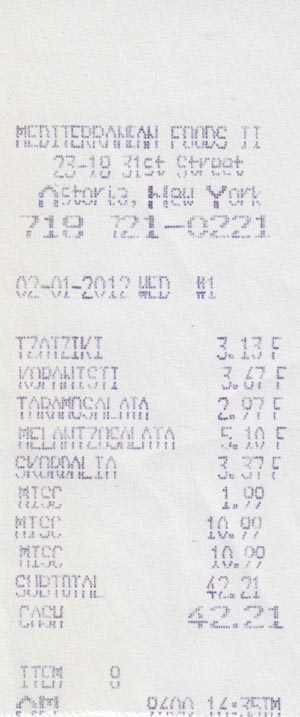 MEDITERRANEAN FOODS II
23-18 31st Street
Astoria, New York
718 721-0221
02-01-2012 WED #1
TZATZIKI 3.13 F
KOPANISTI 3.67 F
TARAMOSALATA 2.97 F
MELANTZOSALATA 5.10 F
SKORDALIA 3.37 F
MISC 1.99
MISC 10.99
MISC 10.99
SUBTOTAL 42.21
CASH 42.21
ITEM 8
14:35TM